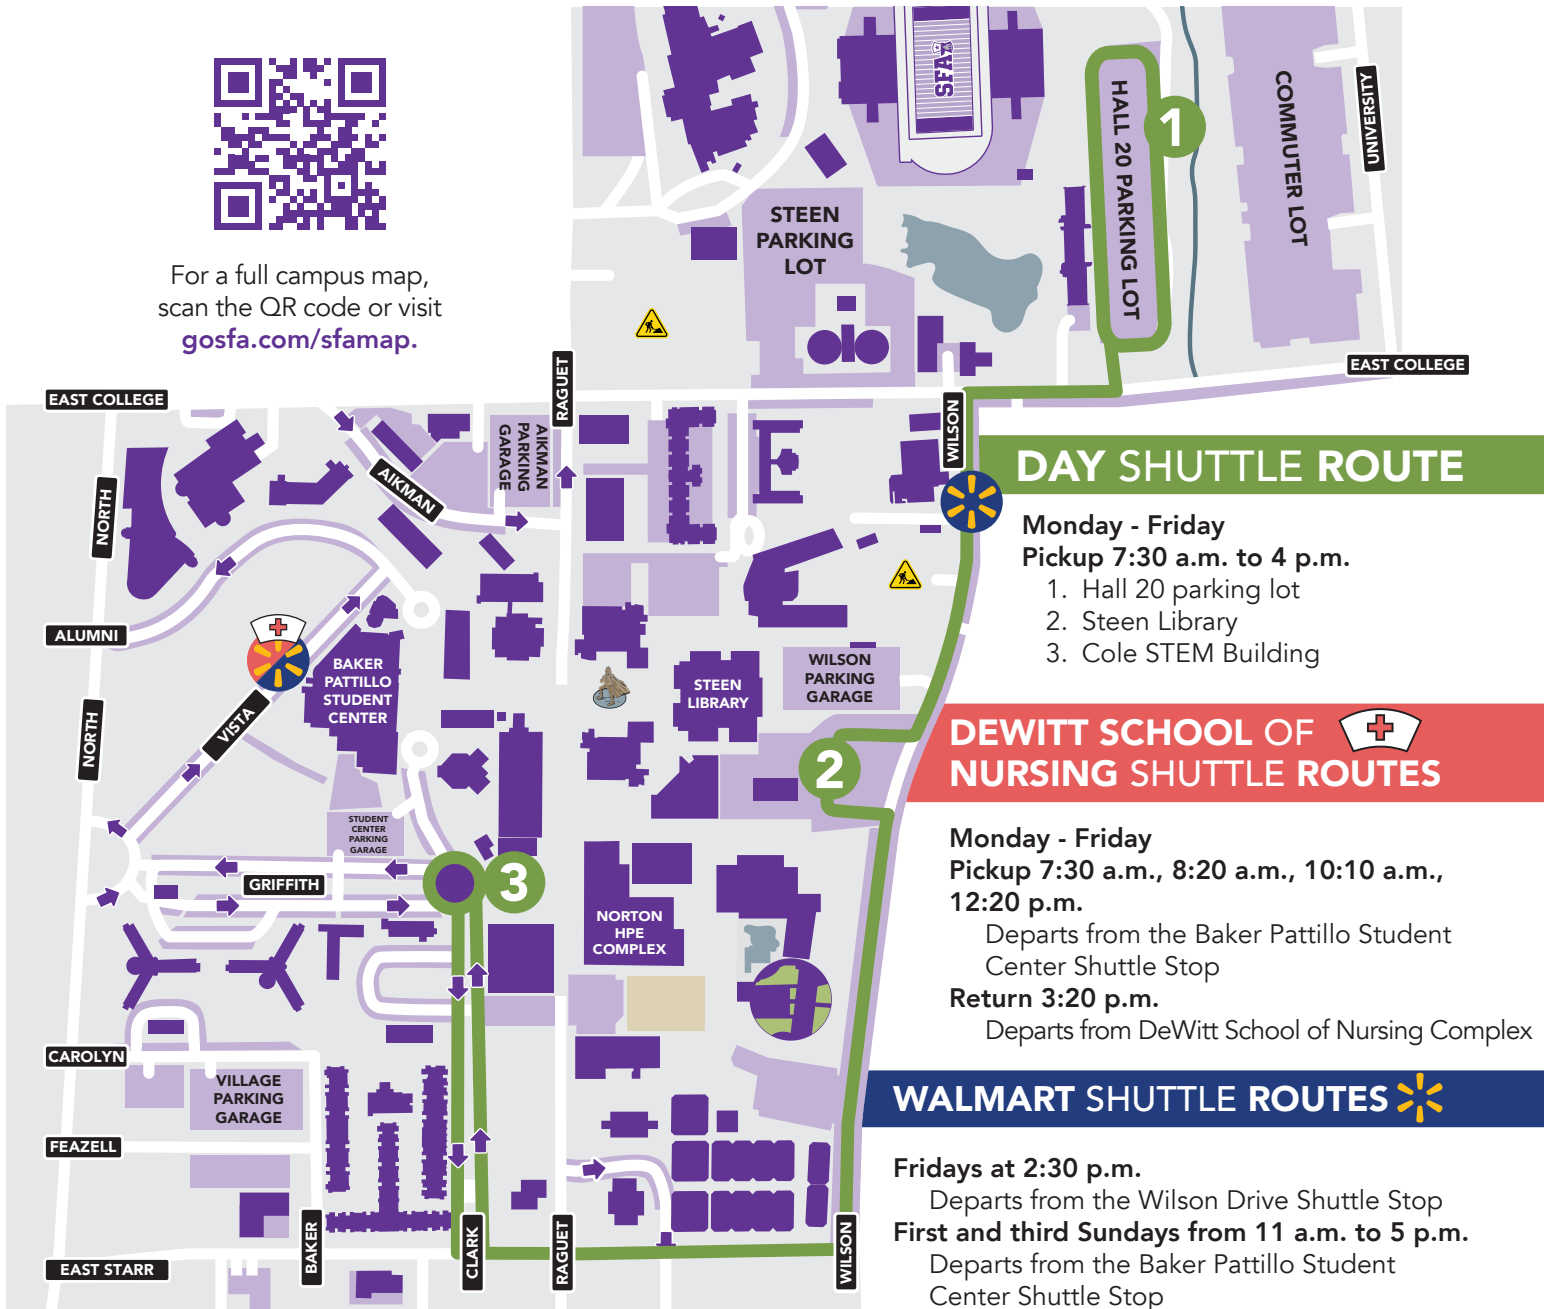 For a full campus map,
scan the QR code or visit
gosfa.com/sfamap.
SFA
HALL 20 PARKING LOT
1
COMMUTER LOT
UNIVERSITY
STEEN
PARKING
LOT
EAST COLLEGE
RAGUET
EAST COLLEGE
WILSON
AIKMAN
PARKING
GARAGE
AIKMAN
NORTH
ALUMNI
BAKER
PATTILLO
STUDENT
CENTER
STEEN
LIBRARY
WILSON
PARKING
GARAGE
NORTH
VISTA
2
STUDENT
CENTER
PARKING
GARAGE
GRIFFITH
3
NORTON
HPE
COMPLEX
CAROLYN
VILLAGE
PARKING
GARAGE
FEAZELL
BAKER
CLARK
RAGUET
WILSON
EAST STARR
DAY SHUTTLE ROUTE
Monday - Friday
Pickup 7:30 a.m. to 4 p.m.
1. Hall 20 parking lot
2. Steen Library
3. Cole STEM Building
DEWITT SCHOOL OF
NURSING SHUTTLE ROUTES
Monday - Friday
Pickup 7:30 a.m., 8:20 a.m., 10:10 a.m.,
12:20 p.m.
Departs from the Baker Pattillo Student
Center Shuttle Stop
Return 3:20 p.m.
Departs from DeWitt School of Nursing Complex
WALMART SHUTTLE ROUTES
Fridays at 2:30 p.m.
Departs from the Wilson Drive Shuttle Stop
First and third Sundays from 11 a.m. to 5 p.m.
Departs from the Baker Pattillo Student
Center Shuttle Stop